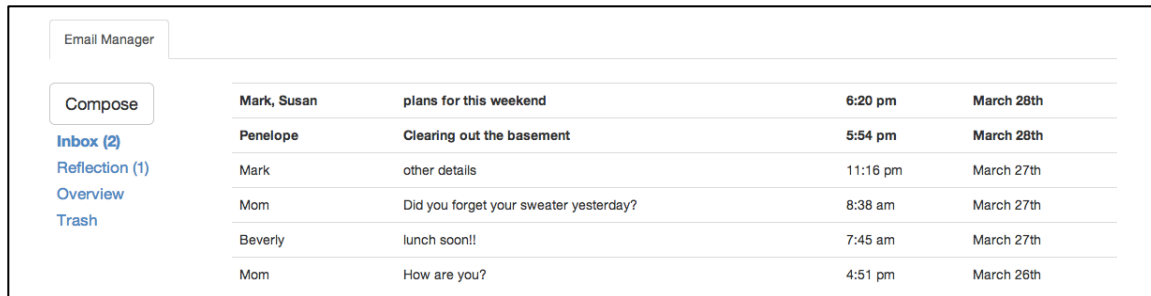 Email Manager
Compose
Inbox (2)
Reflection (1)
Overview
Trash
Mark, Susan plans for this weekend 6:20 pm March 28th
Penelope Clearing out the basement 5:54 pm March 28th
Mark other details 11:16 pm March 27th
Mom Did you forget your sweater yesterday? 8:38 am March 27th
Beverly lunch soon!! 7:45 am March 27th
Mom How are you? 4:51 pm March 26th